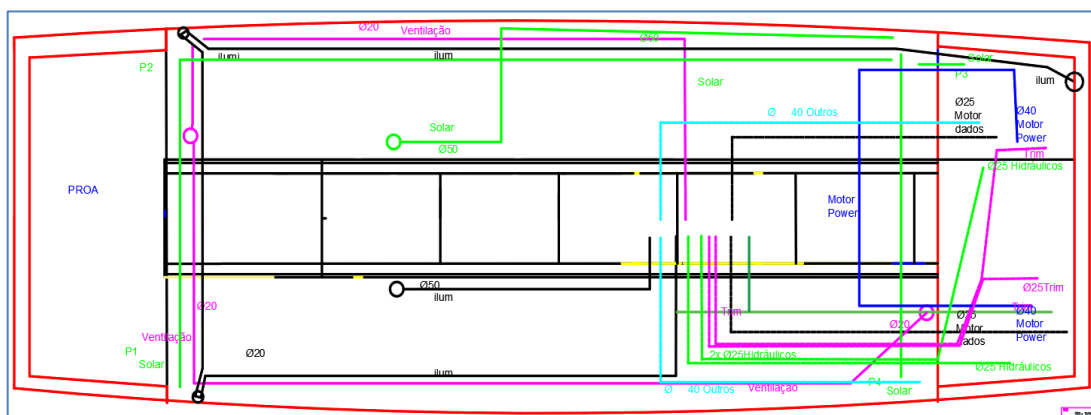 Ø20
Ventilação
Ø50
ilumi
ilum
Solar
P2
Solar
P3
ilum
Solar
Ø 40 Outros
Ø25
Motor
dados
Ø40
Motor
Power
Solar
Ø50
Trim
Ø25 Hidráulicos
PROA
Motor
Power
Ø50
ilum
Ø25Trim
Ø20
Trim
Trim
Ø20
Ø25
Motor
dados
Ø40
Motor
Power
Ventilação
P1
Solar
Ø20
2x Ø25Hidráulicos
Ø25 Hidráulicos
ilum
Ø 40 Outros
Ventilação
P4
Solar